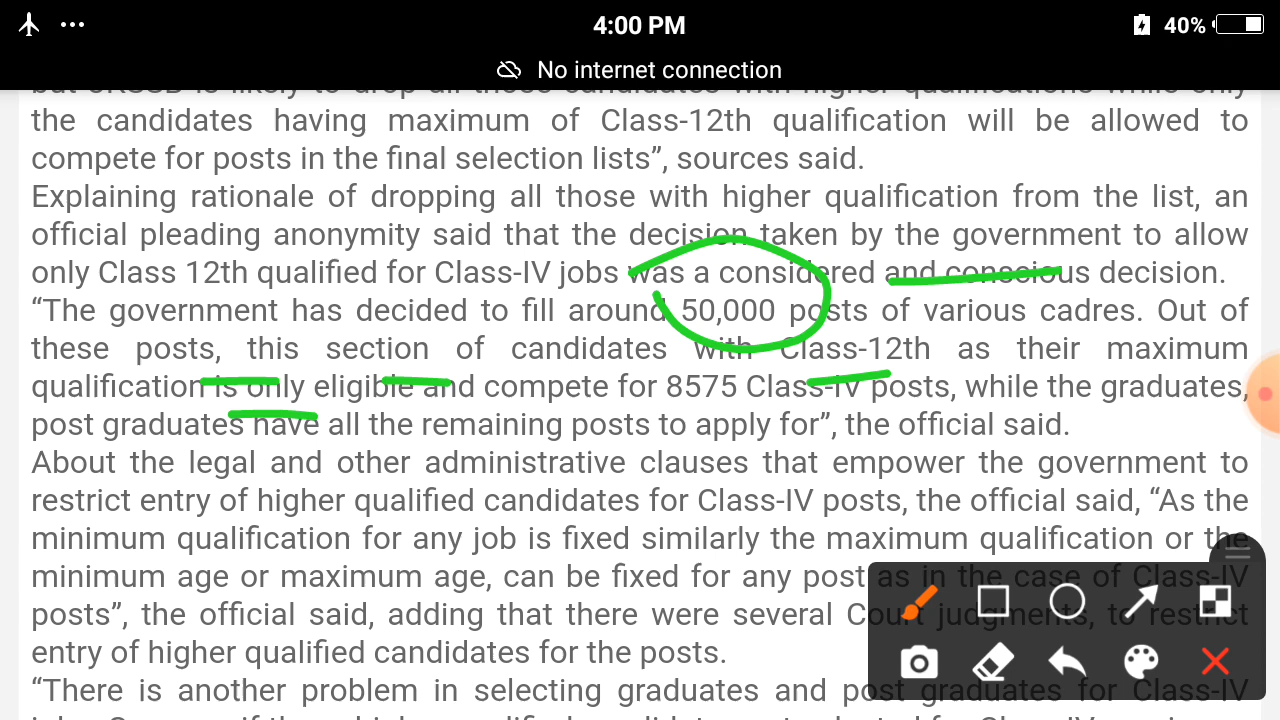 4:00 PM
40%
No internet connection
the candidates having maximum of Class-12th qualification will be allowed to
compete for posts in the final selection lists”, sources said.
Explaining rationale of dropping all those with higher qualification from the list, an
official pleading anonymity said that the decision taken by the government to allow
only Class 12th qualified for Class-IV jobs was a considered and conscious decision.
“The government has decided to fill around 50,000 posts of various cadres. Out of
these posts, this section of candidates with Class-12th as their maximum
qualification is only eligible and compete for 8575 Class-IV posts, while the graduates,
post graduates have all the remaining posts to apply for”, the official said.
About the legal and other administrative clauses that empower the government to
restrict entry of higher qualified candidates for Class-IV posts, the official said, “As the
minimum qualification for any job is fixed similarly the maximum qualification or the
minimum age or maximum age, can be fixed for any post as in the case of Class-IV
posts”, the official said, adding that there were several Court judgments, to restrict
entry of higher qualified candidates for the posts.
“There is another problem in selecting graduates and post graduates for Class-IV